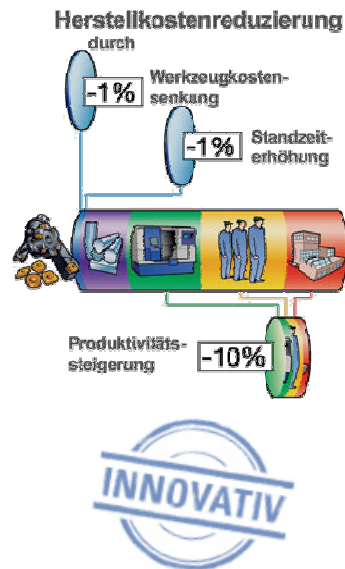 Herstellkostenreduzierung
durch
-1%
Werkzeugkosten-
senkung
-1%
Standzeit
erhöhung
Produktivitäts-
steigerung
-10%
INNOVATIV